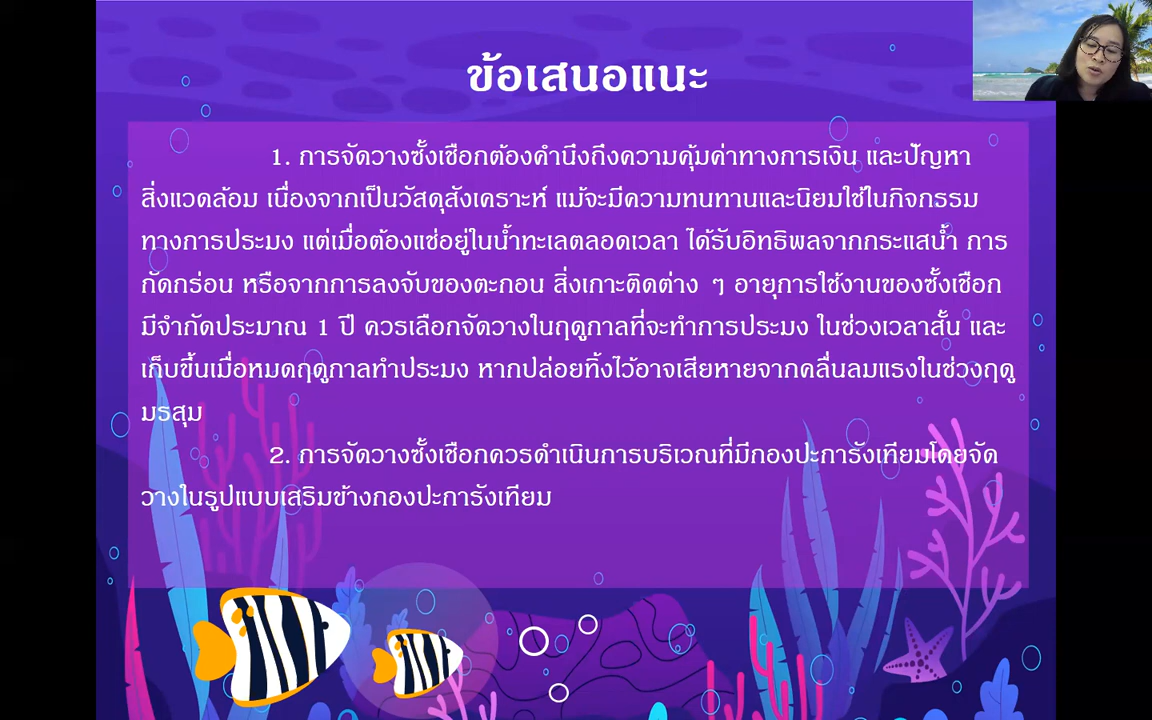 ข้อเสนอแนะ
1. การจัดวางซั้งเชือกต้องคำนึงถึงความคุ้มค่าทางการเงิน และปัญหา
สิ่งแวดล้อม เนื่องจากเป็นวัสดุสังเคราะห์ แม้จะมีความทนทานและนิยมใช้ในกิจกรรม
ทางการประมง แต่เมื่อต้องแช่อยู่ในน้ำทะเลตลอดเวลา ได้รับอิทธิพลจากกระแสน้ำ การ
กัดกร่อน หรือจากการลงจับของตะกอน สิ่งเกาะติดต่าง ๆ อายุการใช้งานของซั้งเชือก
มีจำกัดประมาณ 1 ปี ควรเลือกจัดวางในฤดูกาลที่จะทำการประมง ในช่วงเวลาสั้น และ
เก็บขึ้นเมื่อหมดฤดูกาลทำประมง หากปล่อยทิ้งไว้อาจเสียหายจากคลื่นลมแรงในช่วงฤดู
มรสุม
2. การจัดวางซั้งเชือกควรดำเนินการบริเวณที่มีกองปะการังเทียมโดยจัด
วางในรูปแบบเสริมข้างกองปะการังเทียม